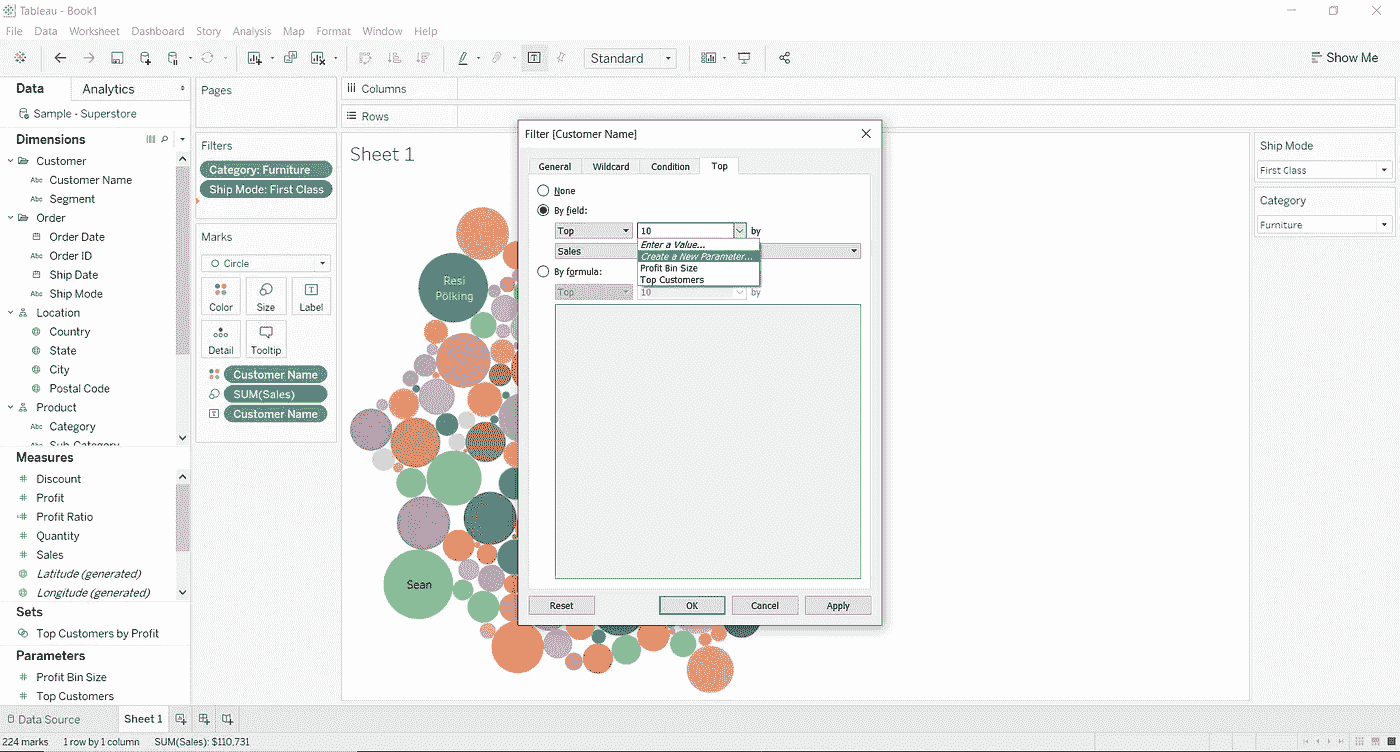 Tableau - Book1
File Data Worksheet Dashboard Story Analysis Map Format Window Help
Standard
Show Me
Data
Analytics
Sample - Superstore
Dimensions
Customer
Abc Customer Name
Abc Segment
Order
Order Date
Abc Order ID
Ship Date
Abc Ship Mode
Location
Country
State
City
Postal Code
Product
Abc Category
Abc Sub-Category
Measures
# Discount
# Profit
# Profit Ratio
# Quantity
# Sales
Latitude (generated)
Longitude (generated)
Sets
Top Customers by Profit
Parameters
# Profit Bin Size
# Top Customers
Pages
Filters
Category: Furniture
Ship Mode: First Class
Marks
Circle
Color
Size
Label
Detail
Tooltip
Customer Name
SUM(Sales)
Customer Name
Columns
Rows
Sheet 1
Resi
Pölking
Sean
Filter [Customer Name]
General
Wildcard
Condition
Top
None
By field:
Top
10
by
Sales
Enter a Value...
Create a New Parameter...
Profit Bin Size
Top Customers
By formula:
Top
10
by
Reset
OK
Cancel
Apply
Ship Mode
First Class
Category
Furniture
Data Source
Sheet 1
224 marks
1 row by 1 column
SUM(Sales): $110,731